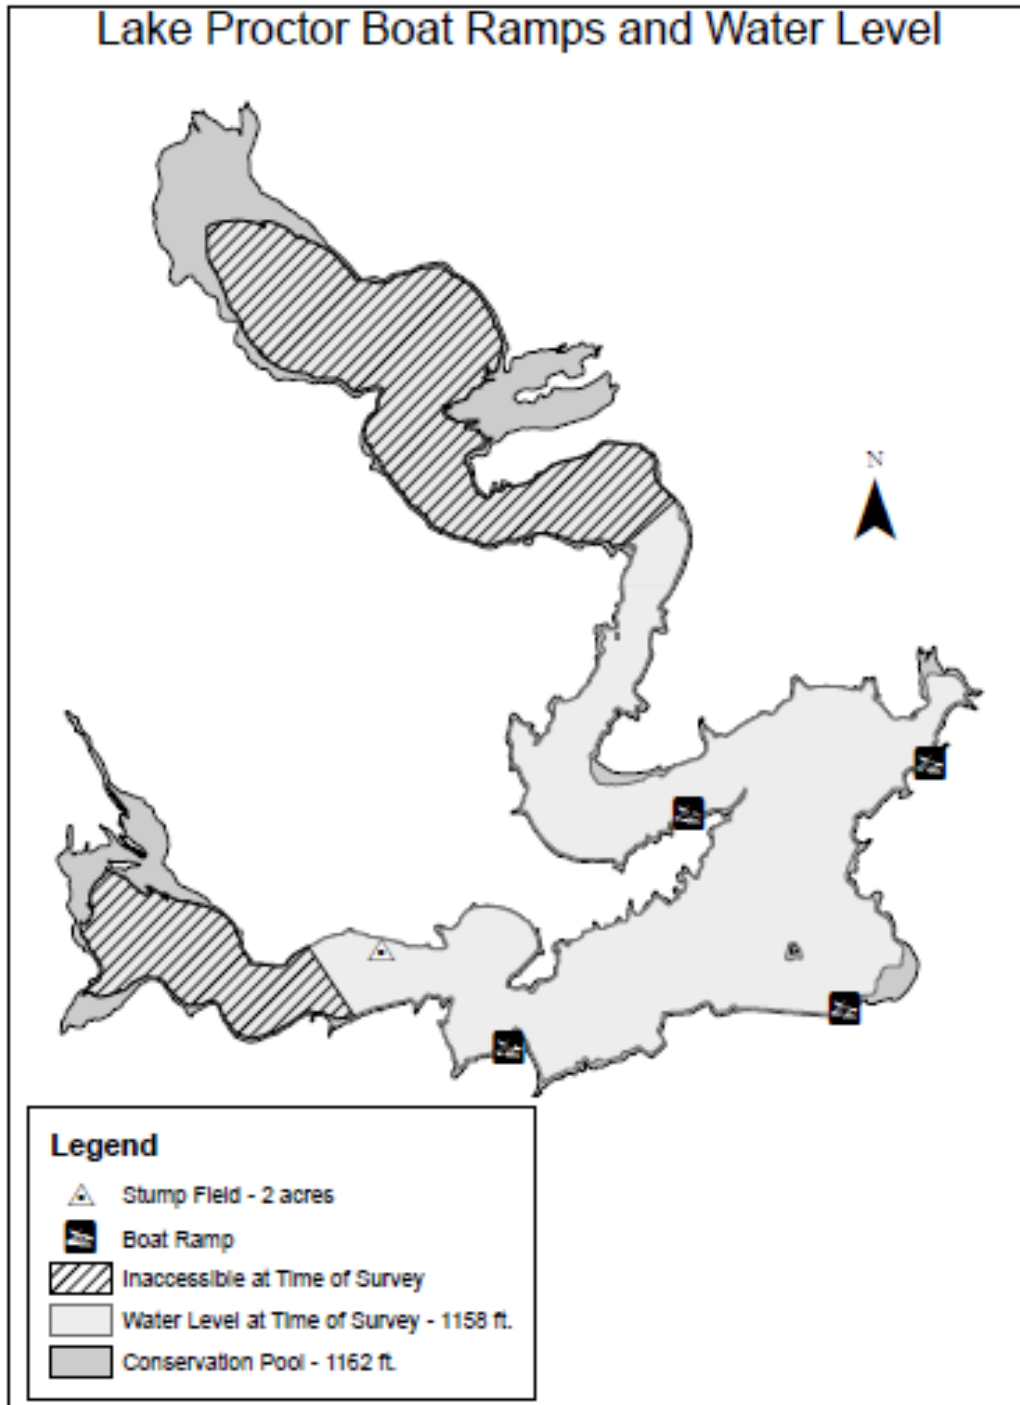 Lake Proctor Boat Ramps and Water Level
N
Legend
Stump Field - 2 acres
Boat Ramp
Inaccessible at Time of Survey
Water Level at Time of Survey - 1158 ft.
Conservation Pool - 1162 ft.